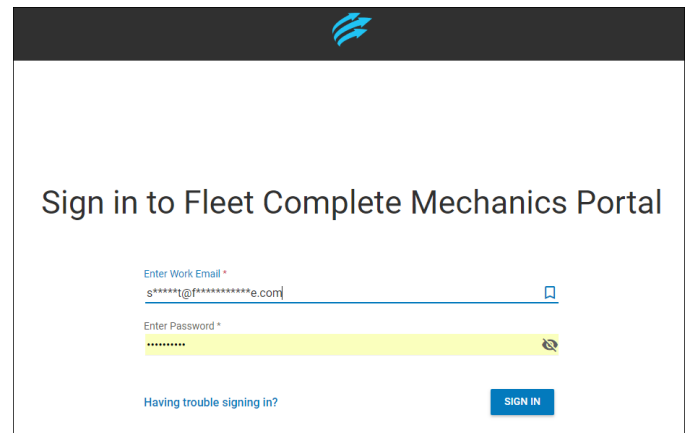 Sign in to Fleet Complete Mechanics Portal
Enter Work Email *
s*****t@f***********e.com
Enter Password *
••••••••••
Having trouble signing in?
SIGN IN